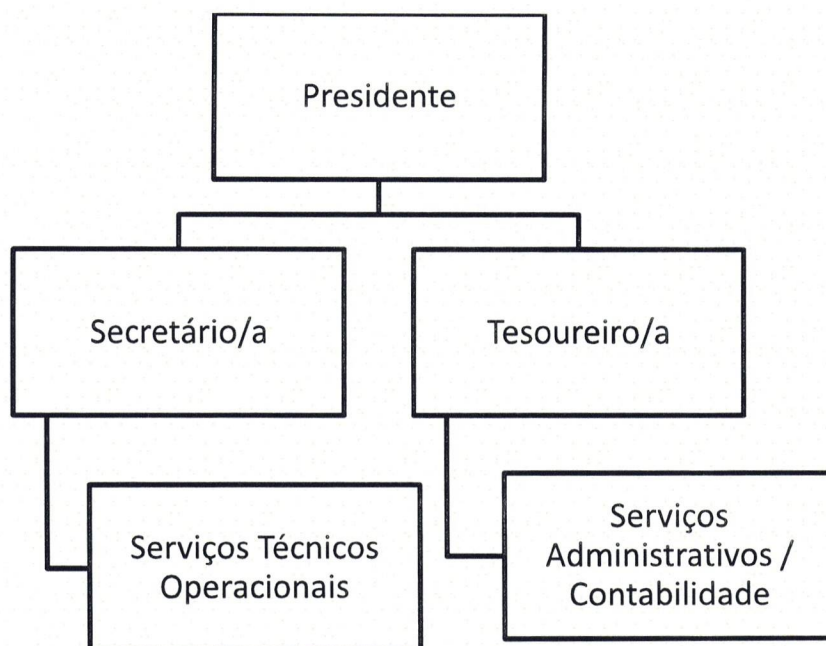 Presidente
Secretário/a
Tesoureiro/a
Serviços Técnicos
Operacionais
Serviços
Administrativos /
Contabilidade